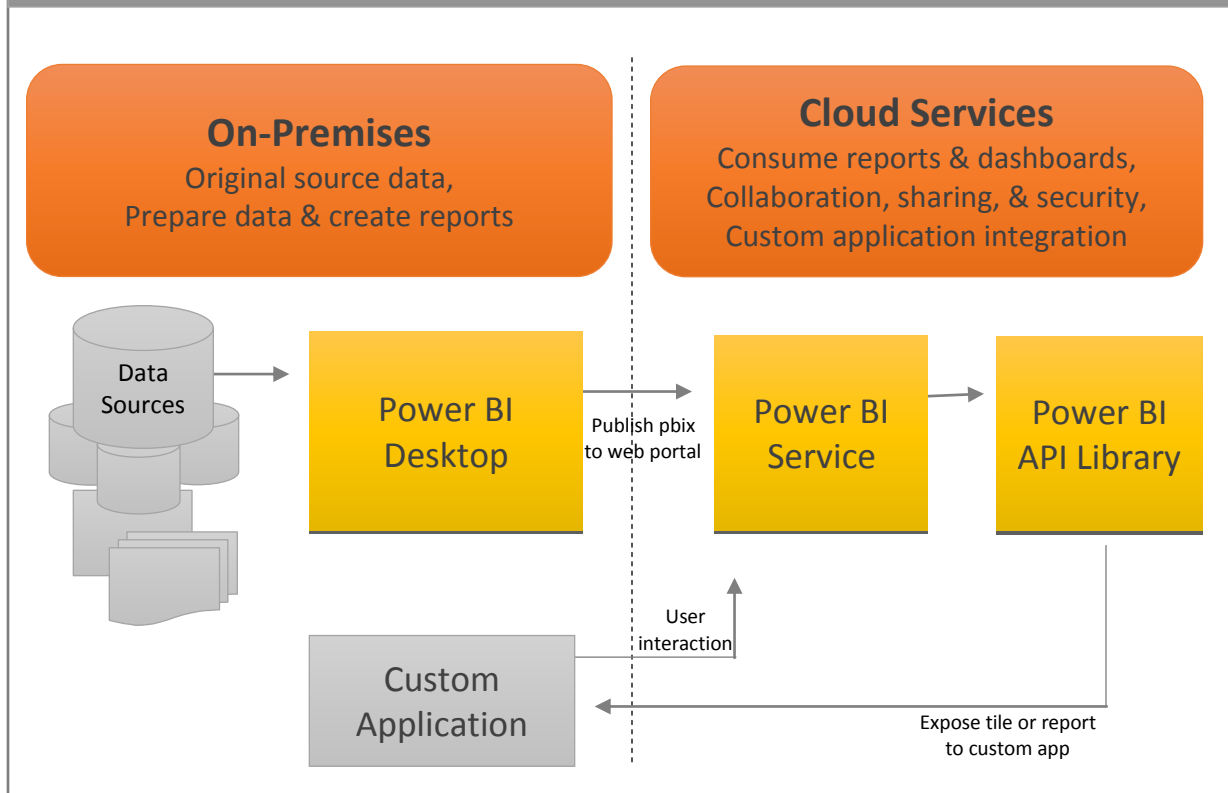 On-Premises
Original source data,
Prepare data & create reports
Cloud Services
Consume reports & dashboards,
Collaboration, sharing, & security,
Custom application integration
Data
Sources
Power BI
Desktop
Publish pbix
to web portal
Power BI
Service
Power BI
API Library
User
interaction
Custom
Application
Expose tile or report
to custom app